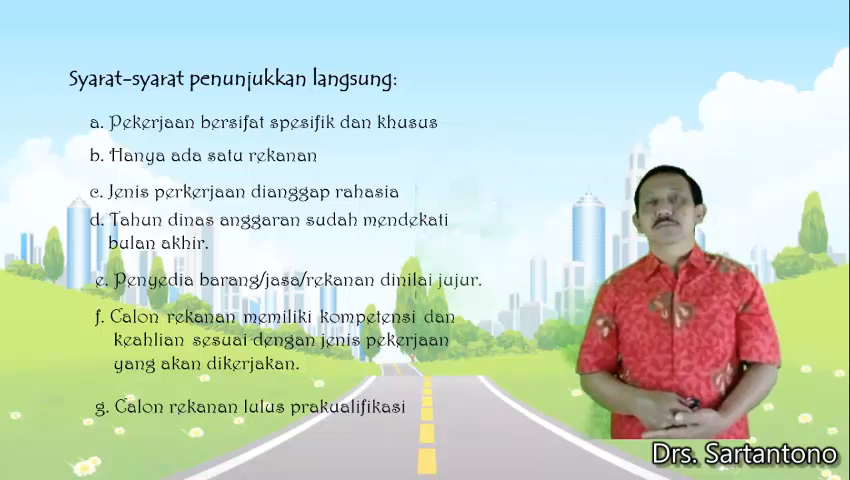 Syarat-syarat penunjukkan langsung:
a. Pekerjaan bersifat spesifik dan khusus
b. Hanya ada satu rekanan
c. Jenis perkerjaan dianggap rahasia
d. Tahun dinas anggaran sudah mendekati
bulan akhir.
e. Penyedia barang/jasa/rekanan dinilai jujur.
f. Calon rekanan memiliki kompetensi dan
keahlian sesuai dengan jenis pekerjaan
yang akan dikerjakan.
g. Calon rekanan lulus prakualifikasi
Drs. Sartantono